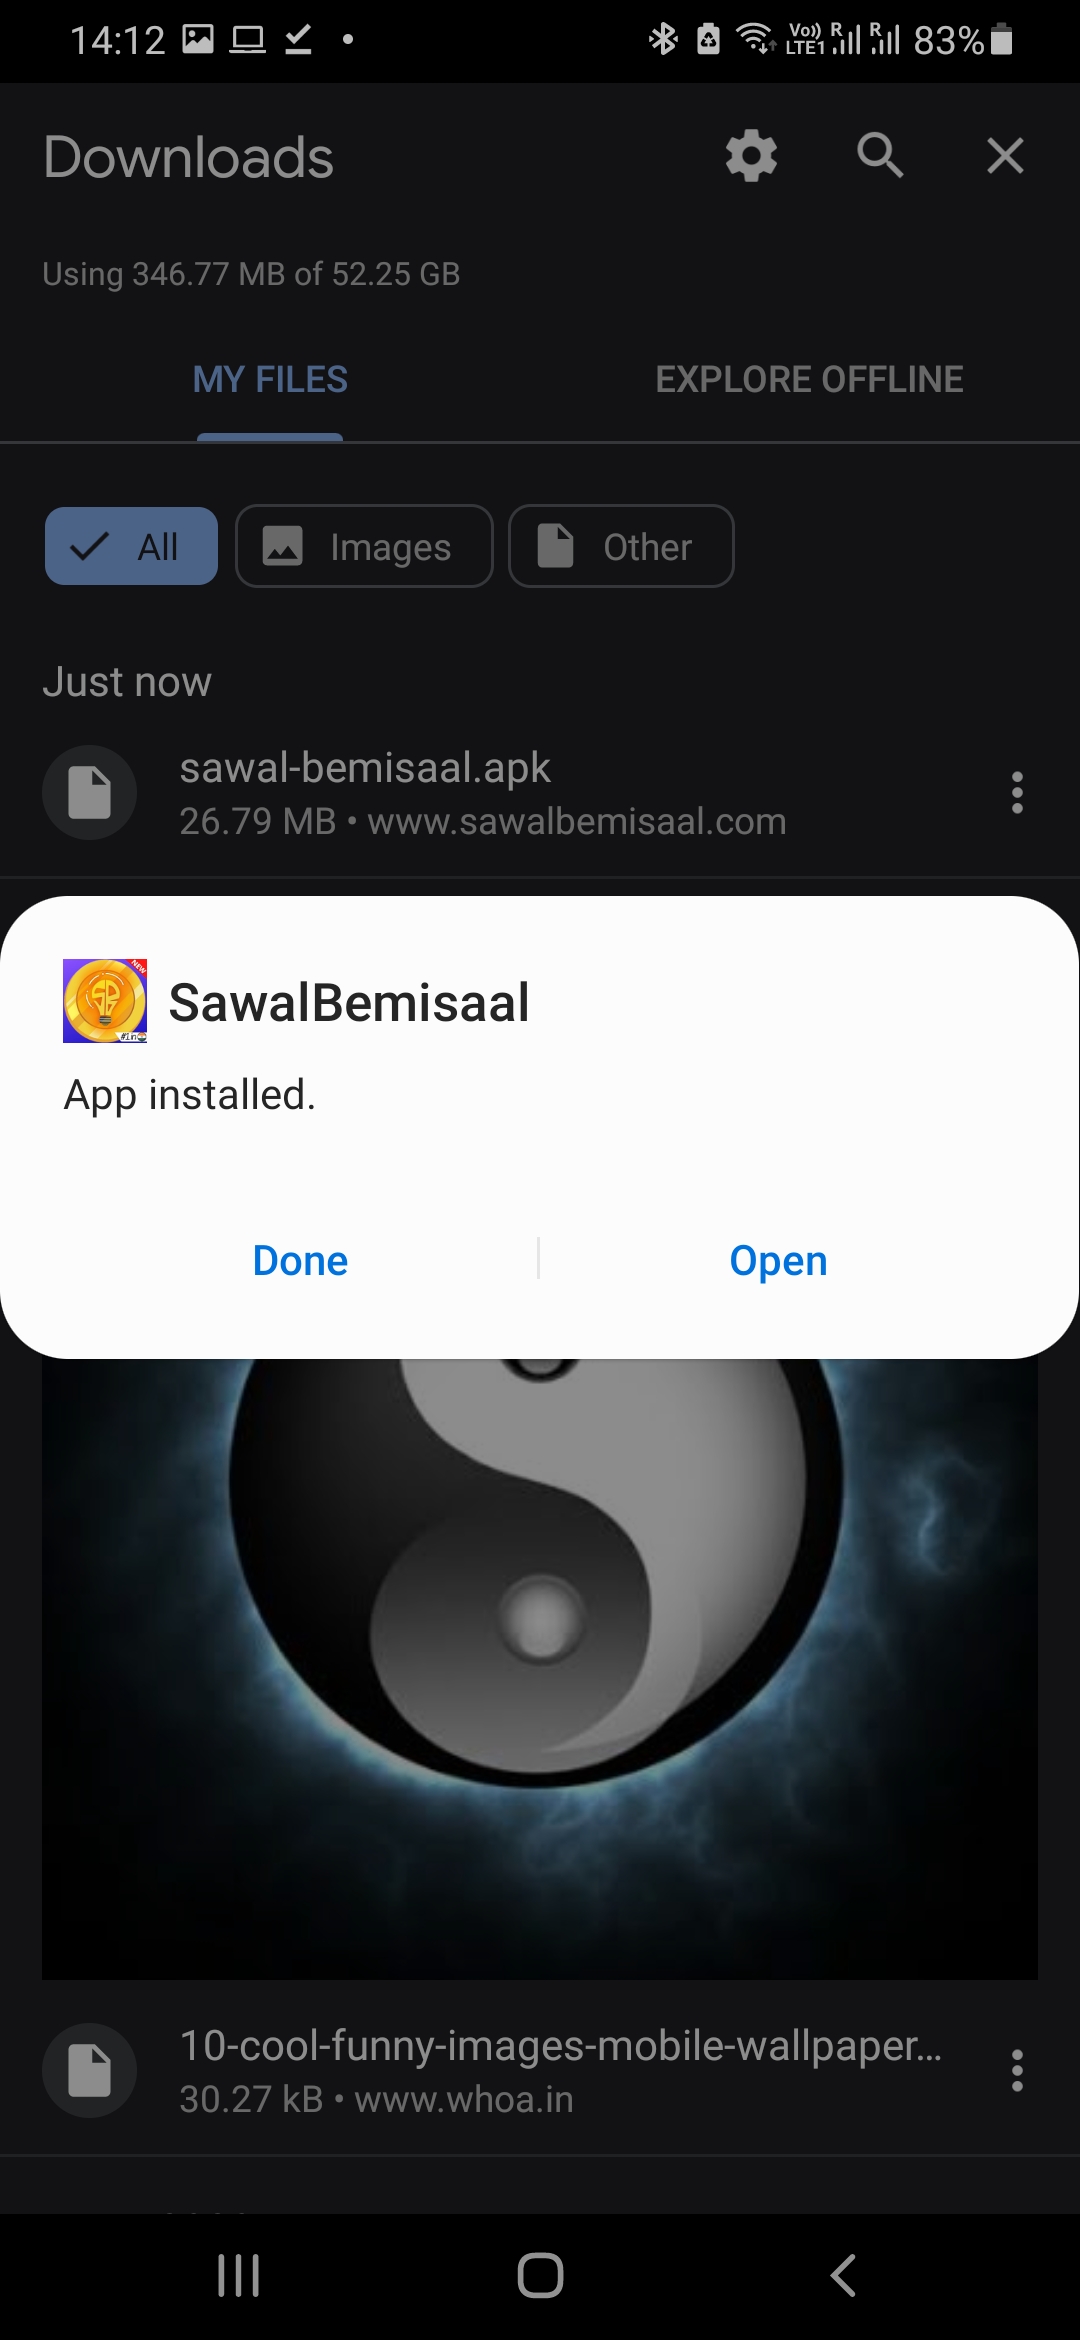 14:12 Vo)) LTE1 R R 83%
Downloads
Using 346.77 MB of 52.25 GB
MY FILES EXPLORE OFFLINE
All Images Other
Just now
sawal-bemisaal.apk
26.79 MB • www.sawalbemisaal.com
NEW
SawalBemisaal
App installed.
Done Open
10-cool-funny-images-mobile-wallpaper...
30.27 kB • www.whoa.in